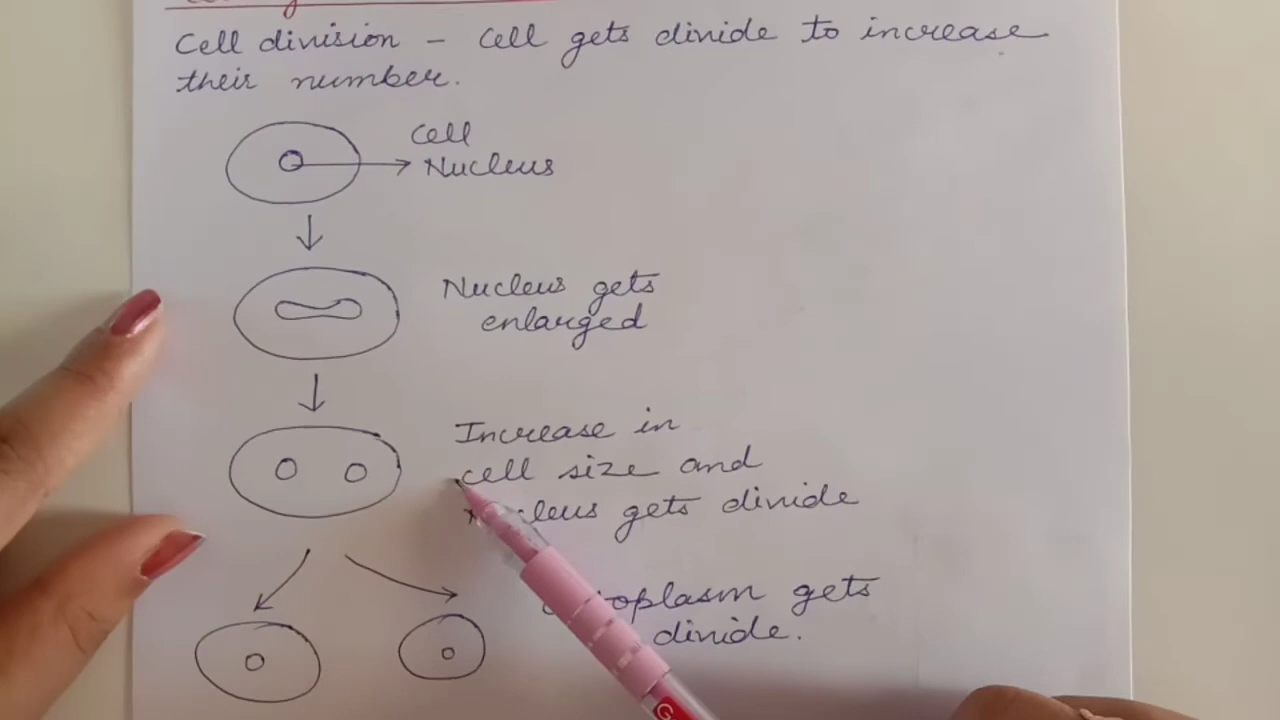 Cell division - Cell gets divide to increase
their number.
Cell
Nucleus
Nucleus gets
enlarged
Increase in
cell size and
gets divide
gets
divide.
G